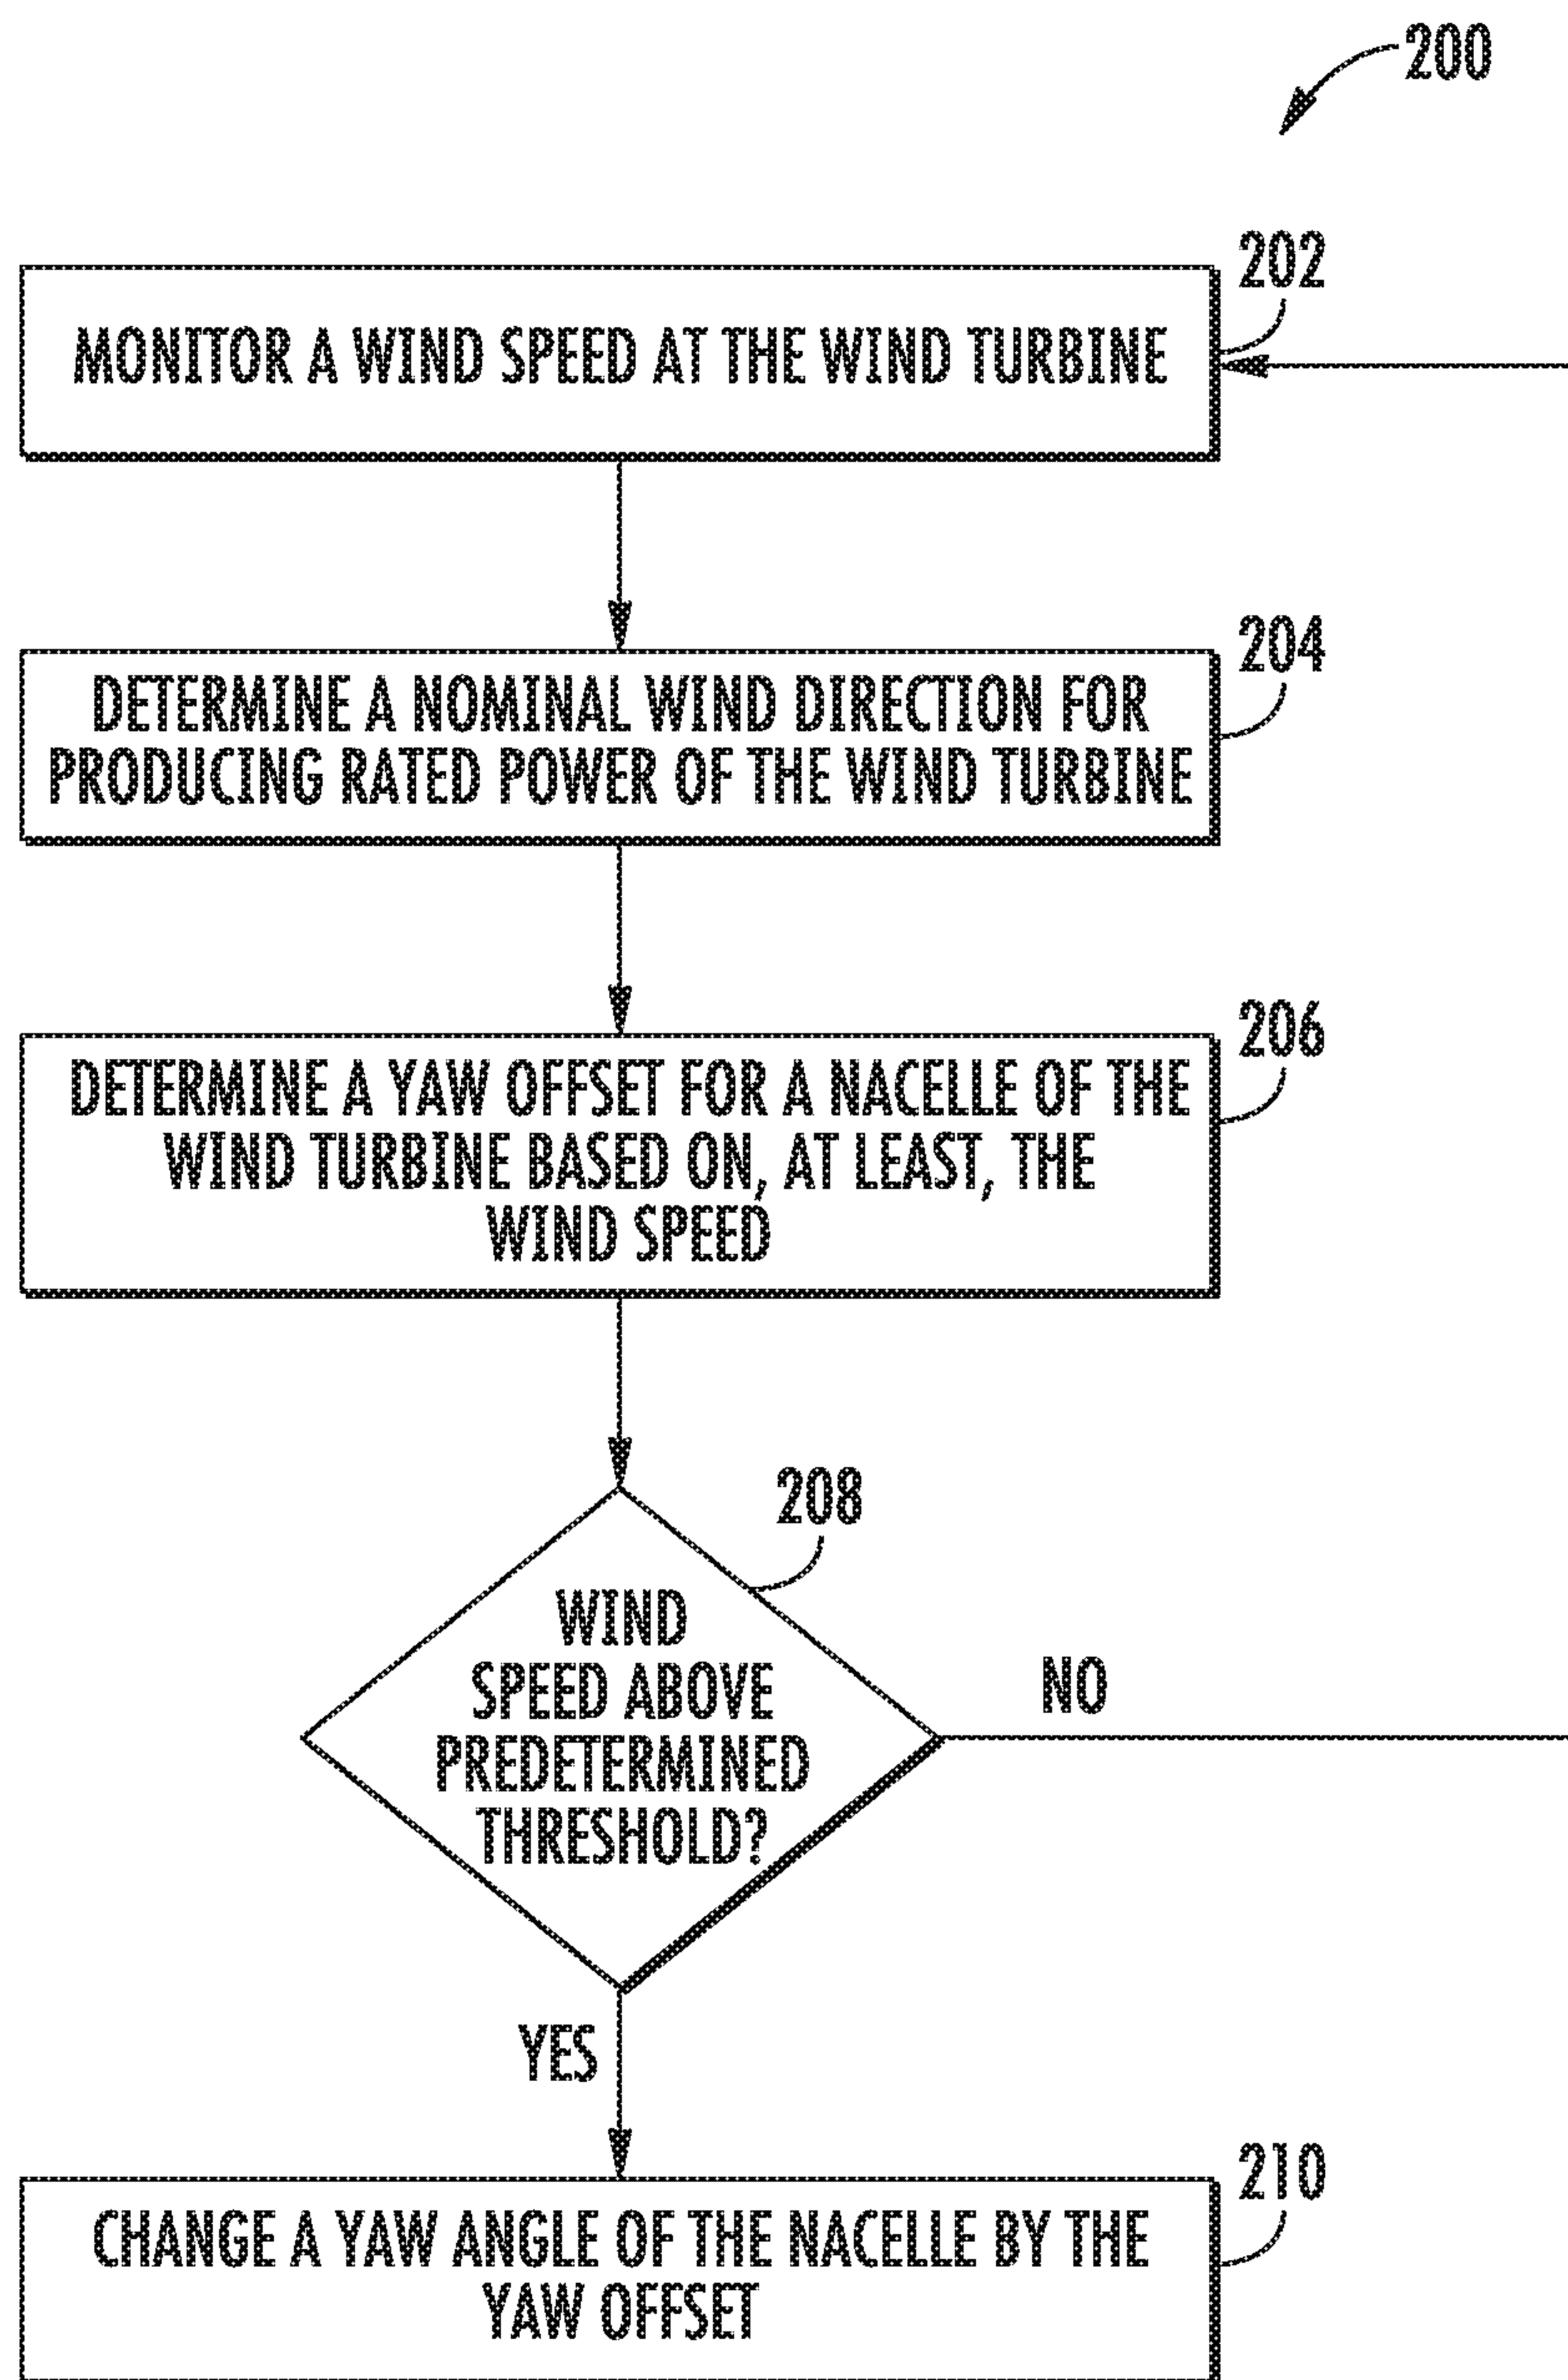 200
202
MONITOR A WIND SPEED AT THE WIND TURBINE
204
DETERMINE A NOMINAL WIND DIRECTION FOR
PRODUCING RATED POWER OF THE WIND TURBINE
206
DETERMINE A YAW OFFSET FOR A NACELLE OF THE
WIND TURBINE BASED ON, AT LEAST, THE
WIND SPEED
208
WIND
SPEED ABOVE
PREDETERMINED
THRESHOLD?
NO
YES
210
CHANGE A YAW ANGLE OF THE NACELLE BY THE
YAW OFFSET